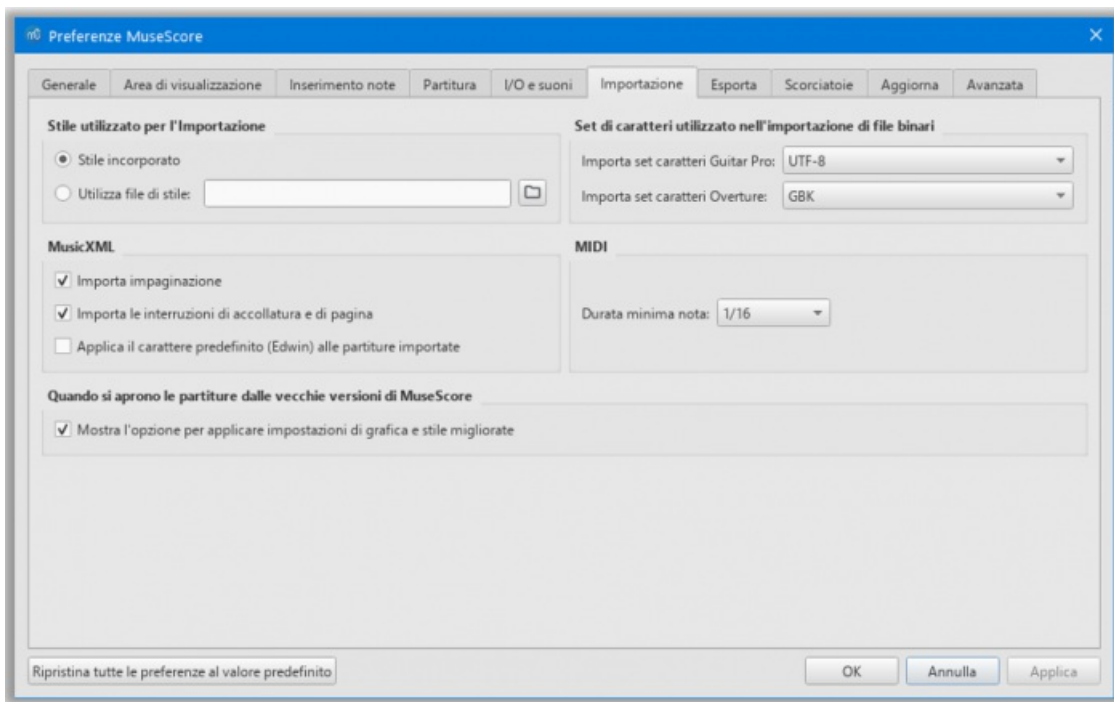 Preferenze MuseScore
Generale Area di visualizzazione Inserimento note Partitura I/O e suoni Importazione Esporta Scorciatoie Aggiorna Avanzata
Stile utilizzato per l'Importazione
Stile incorporato
Utilizza file di stile:
Set di caratteri utilizzato nell'importazione di file binari
Importa set caratteri Guitar Pro: UTF-8
Importa set caratteri Overture: GBK
MusicXML
Importa impaginazione
Importa le interruzioni di accollatura e di pagina
Applica il carattere predefinito (Edwin) alle partiture importate
MIDI
Durata minima nota: 1/16
Quando si aprono le partiture dalle vecchie versioni di MuseScore
Mostra l'opzione per applicare impostazioni di grafica e stile migliorate
Ripristina tutte le preferenze al valore predefinito OK Annulla Applica